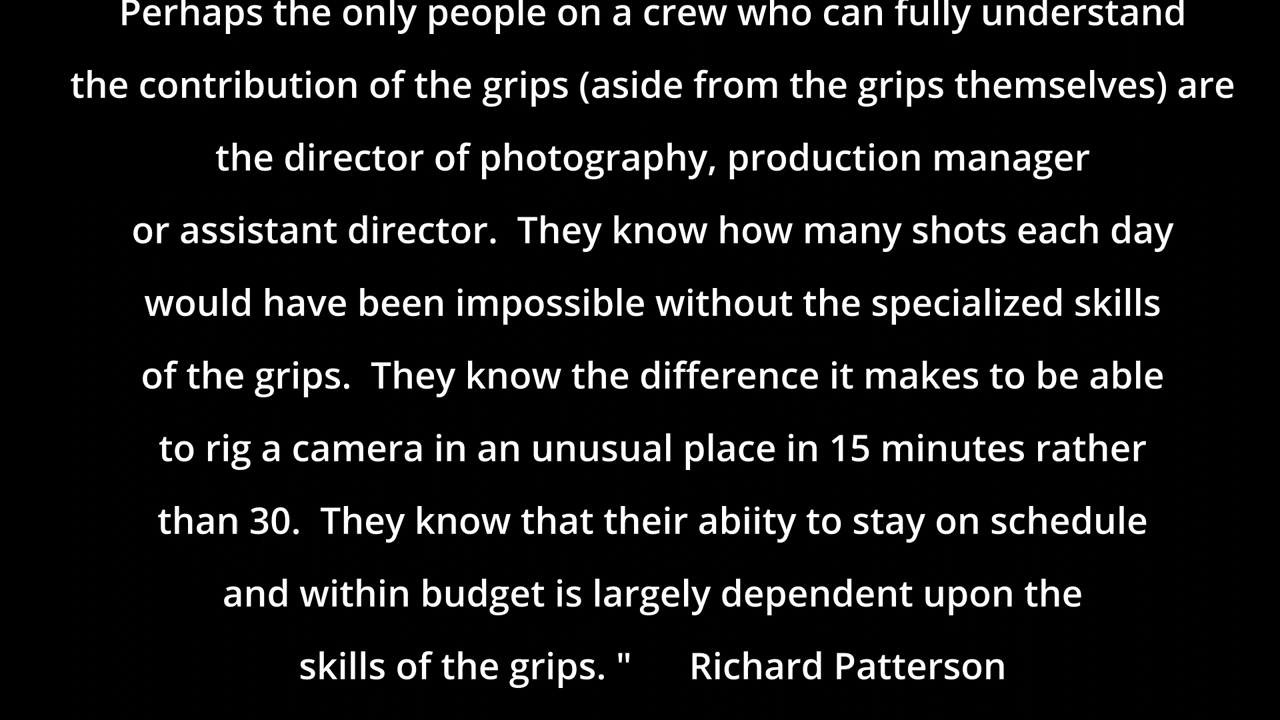 Perhaps the only people on a crew who can fully understand
the contribution of the grips (aside from the grips themselves) are
the director of photography, production manager
or assistant director.  They know how many shots each day
would have been impossible without the specialized skills
of the grips.  They know the difference it makes to be able
to rig a camera in an unusual place in 15 minutes rather
than 30.  They know that their abiity to stay on schedule
and within budget is largely dependent upon the
skills of the grips. "      Richard Patterson